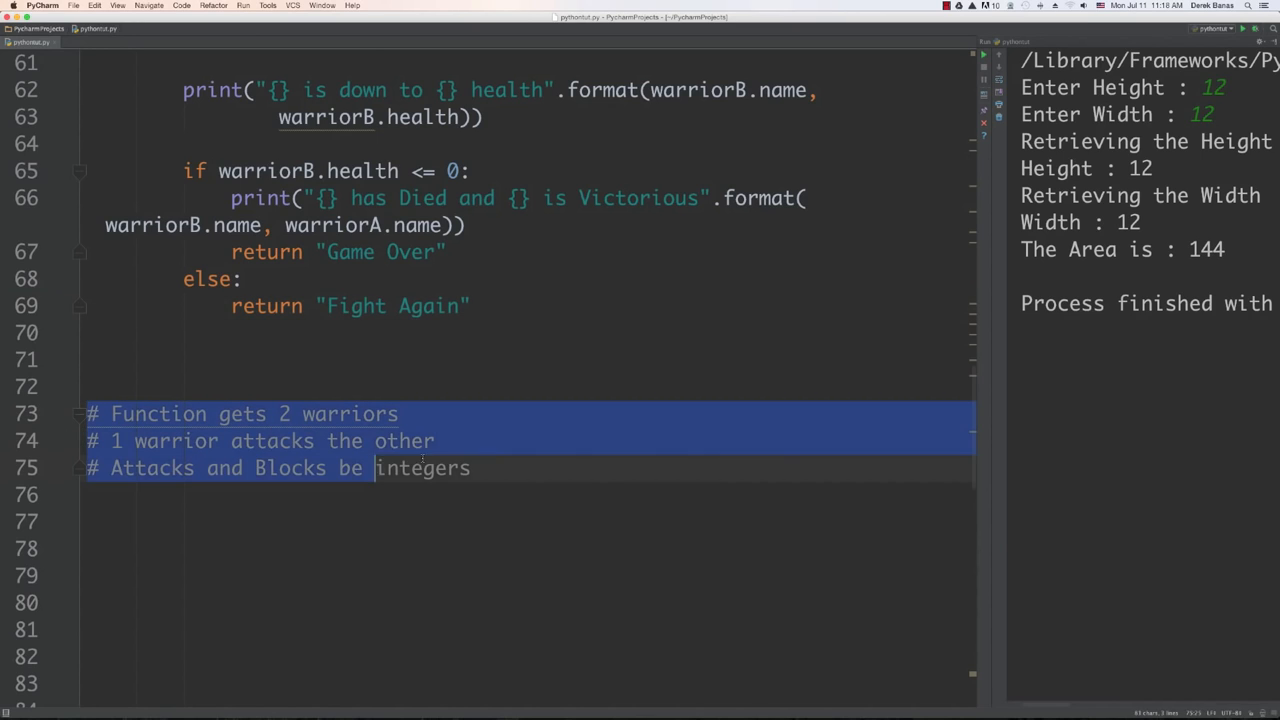 PyCharm File Edit View Navigate Code Refactor Run Tools VCS Window Help 10 Mon Jul 11 11:18 AM Derek Banas
pythontut.py - PyCharmProjects - [~/PycharmProjects]
PycharmProjects pythontut.py pythontut
pythontut.py
Run pythontut
61
62 print("{} is down to {} health".format(warriorB.name,
63 warriorB.health))
64
65 if warriorB.health <= 0:
66 print("{} has Died and {} is Victorious".format(
warriorB.name, warriorA.name))
67 return "Game Over"
68 else:
69 return "Fight Again"
70
71
72
73 # Function gets 2 warriors
74 # 1 warrior attacks the other
75 # Attacks and Blocks be integers
76
77
78
79
80
81
82
83
/Library/Frameworks/Py
Enter Height : 12
Enter Width : 12
Retrieving the Height
Height : 12
Retrieving the Width
Width : 12
The Area is : 144
Process finished with